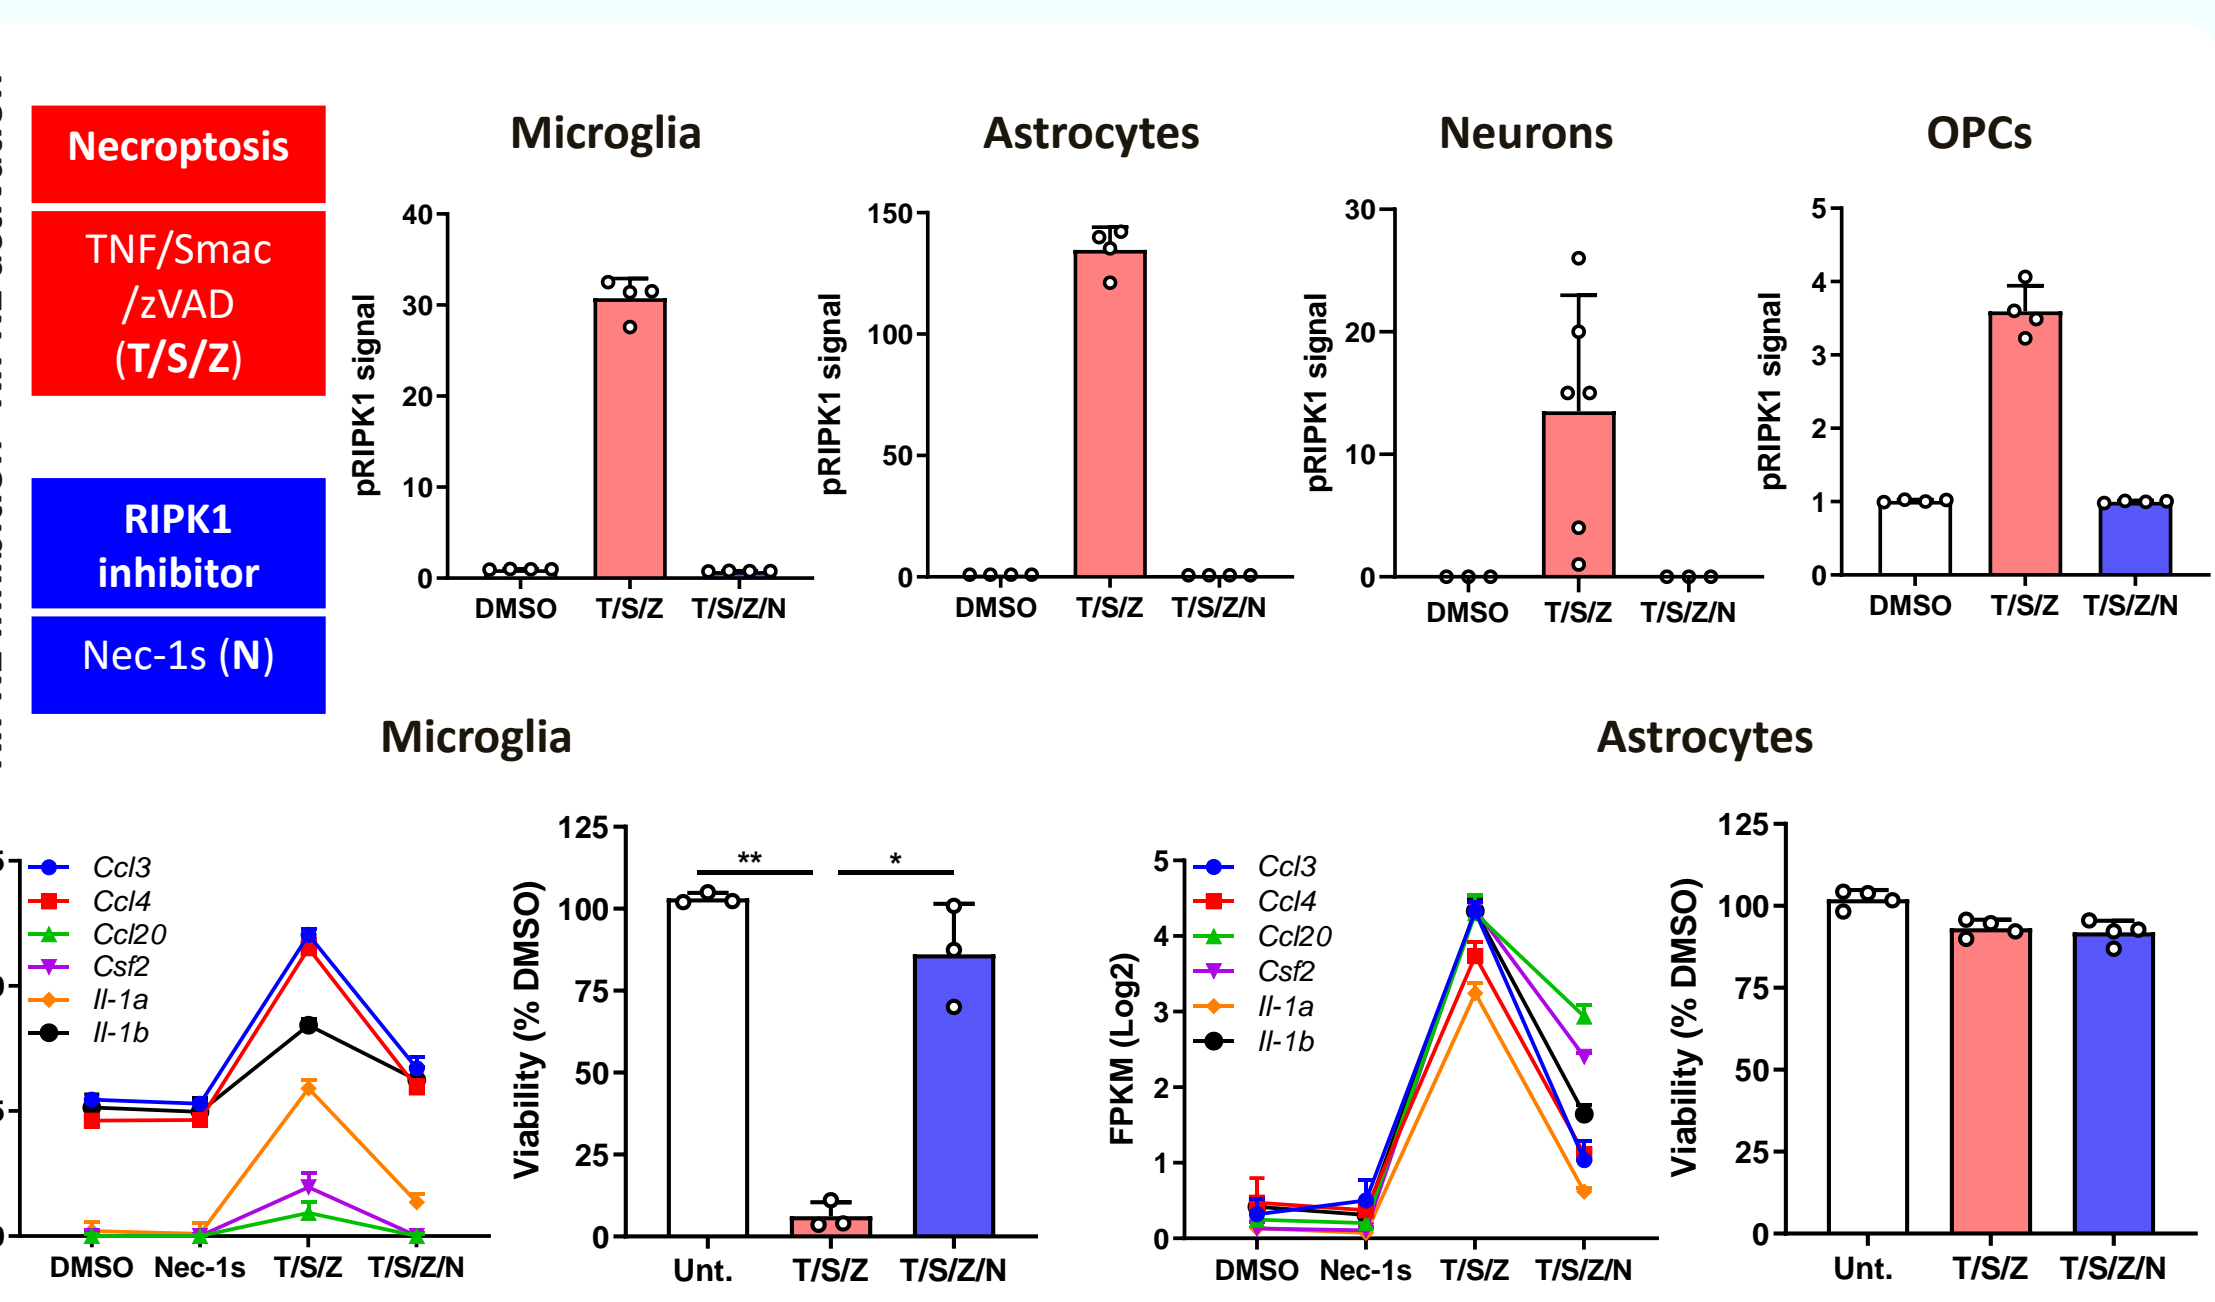 Necroptosis
TNF/Smac
/zVAD
(T/S/Z)
RIPK1
inhibitor
Nec-1s (N)
Microglia
pRIPK1 signal
40
30
20
10
0
DMSO T/S/Z T/S/Z/N
Astrocytes
pRIPK1 signal
150
100
50
0
DMSO T/S/Z T/S/Z/N
Neurons
pRIPK1 signal
30
20
10
0
DMSO T/S/Z T/S/Z/N
OPCs
pRIPK1 signal
5
4
3
2
1
0
DMSO T/S/Z T/S/Z/N
Microglia
Ccl3
Ccl4
Ccl20
Csf2
Il-1a
Il-1b
DMSO Nec-1s T/S/Z T/S/Z/N
Viability (% DMSO)
125
100
75
50
25
0
** *
Unt. T/S/Z T/S/Z/N
Astrocytes
FPKM (Log2)
5
4
3
2
1
0
Ccl3
Ccl4
Ccl20
Csf2
Il-1a
Il-1b
DMSO Nec-1s T/S/Z T/S/Z/N
Viability (% DMSO)
125
100
75
50
25
0
Unt. T/S/Z T/S/Z/N